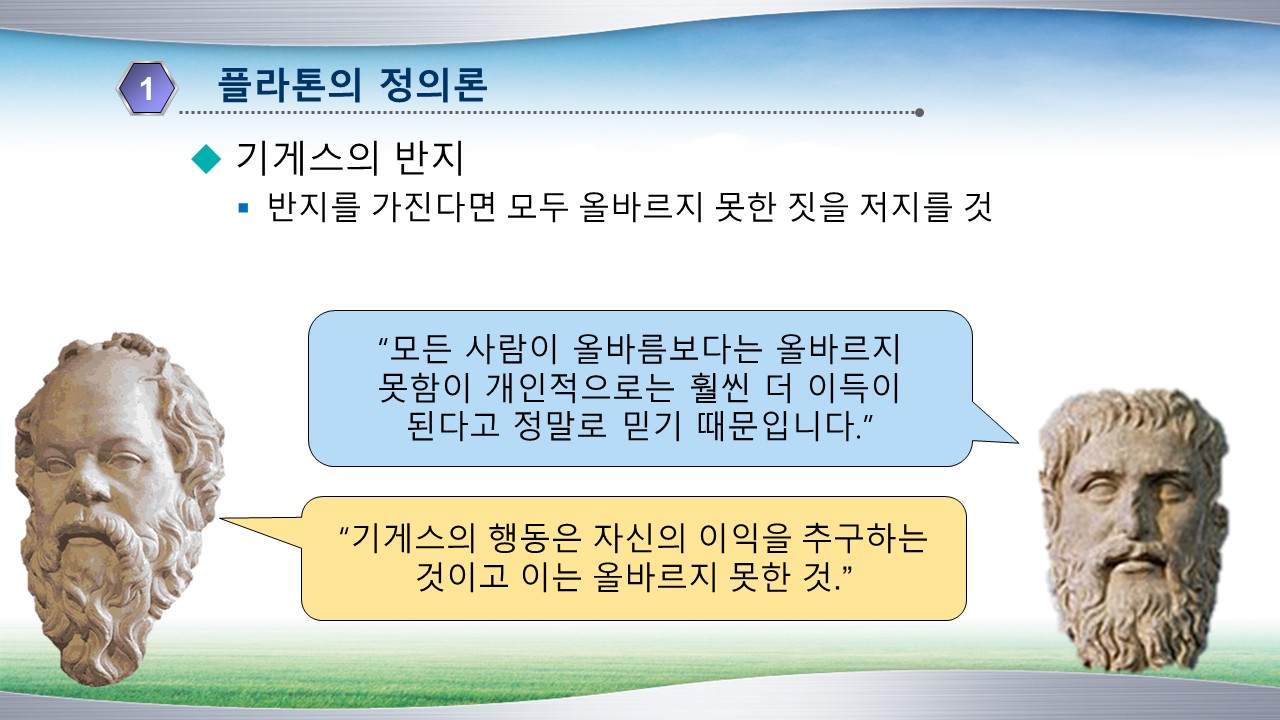 1
플라톤의 정의론
기게스의 반지
반지를 가진다면 모두 올바르지 못한 짓을 저지를 것
“모든 사람이 올바름보다는 올바르지
못함이 개인적으로는 훨씬 더 이득이
된다고 정말로 믿기 때문입니다.”
“기게스의 행동은 자신의 이익을 추구하는
것이고 이는 올바르지 못한 것.”